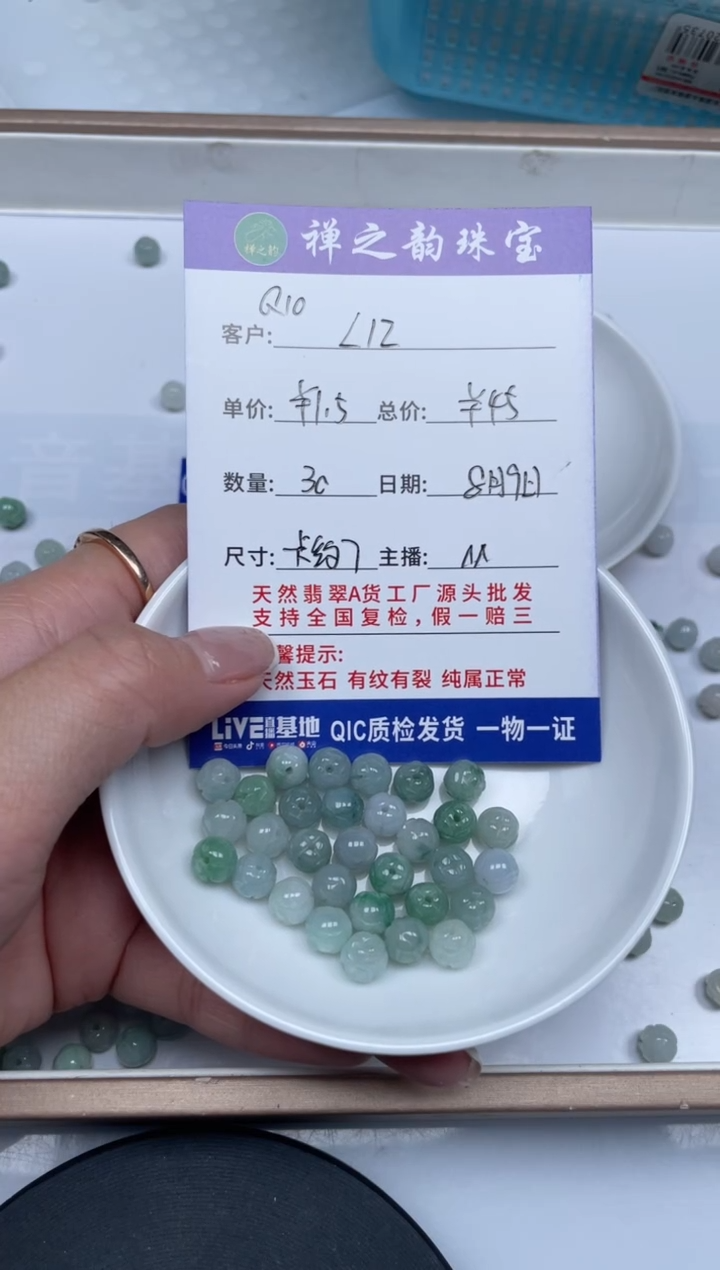 禅之韵
禅之韵珠宝
Q10
客户: L12
单价: ¥1.5 总价: ¥45
数量: 30 日期: 8月9日
尺寸: 卡约7 主播: M
天然翡翠A货工厂源头批发
支持全国复检,假一赔三
馨提示:
天然玉石 有纹有裂 纯属正常
LiVE直播基地 QIC质检发货 一物一证